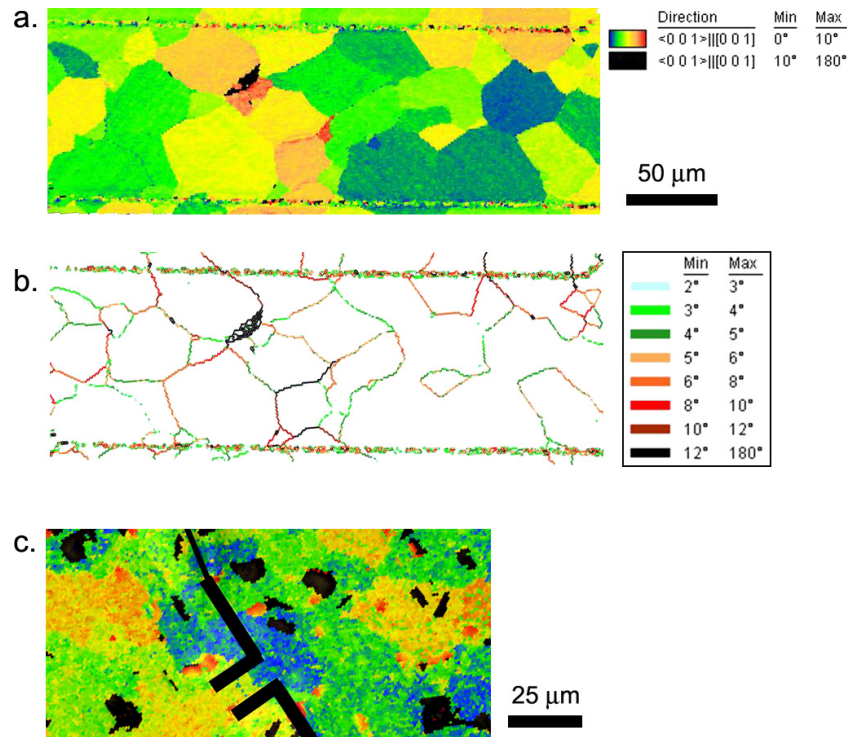 a.
Direction Min Max
<0 0 1>||[0 0 1] 0° 10°
<0 0 1>||[0 0 1] 10° 180°
50 μm
b.
Min Max
2° 3°
3° 4°
4° 5°
5° 6°
6° 8°
8° 10°
10° 12°
12° 180°
c.
25 μm